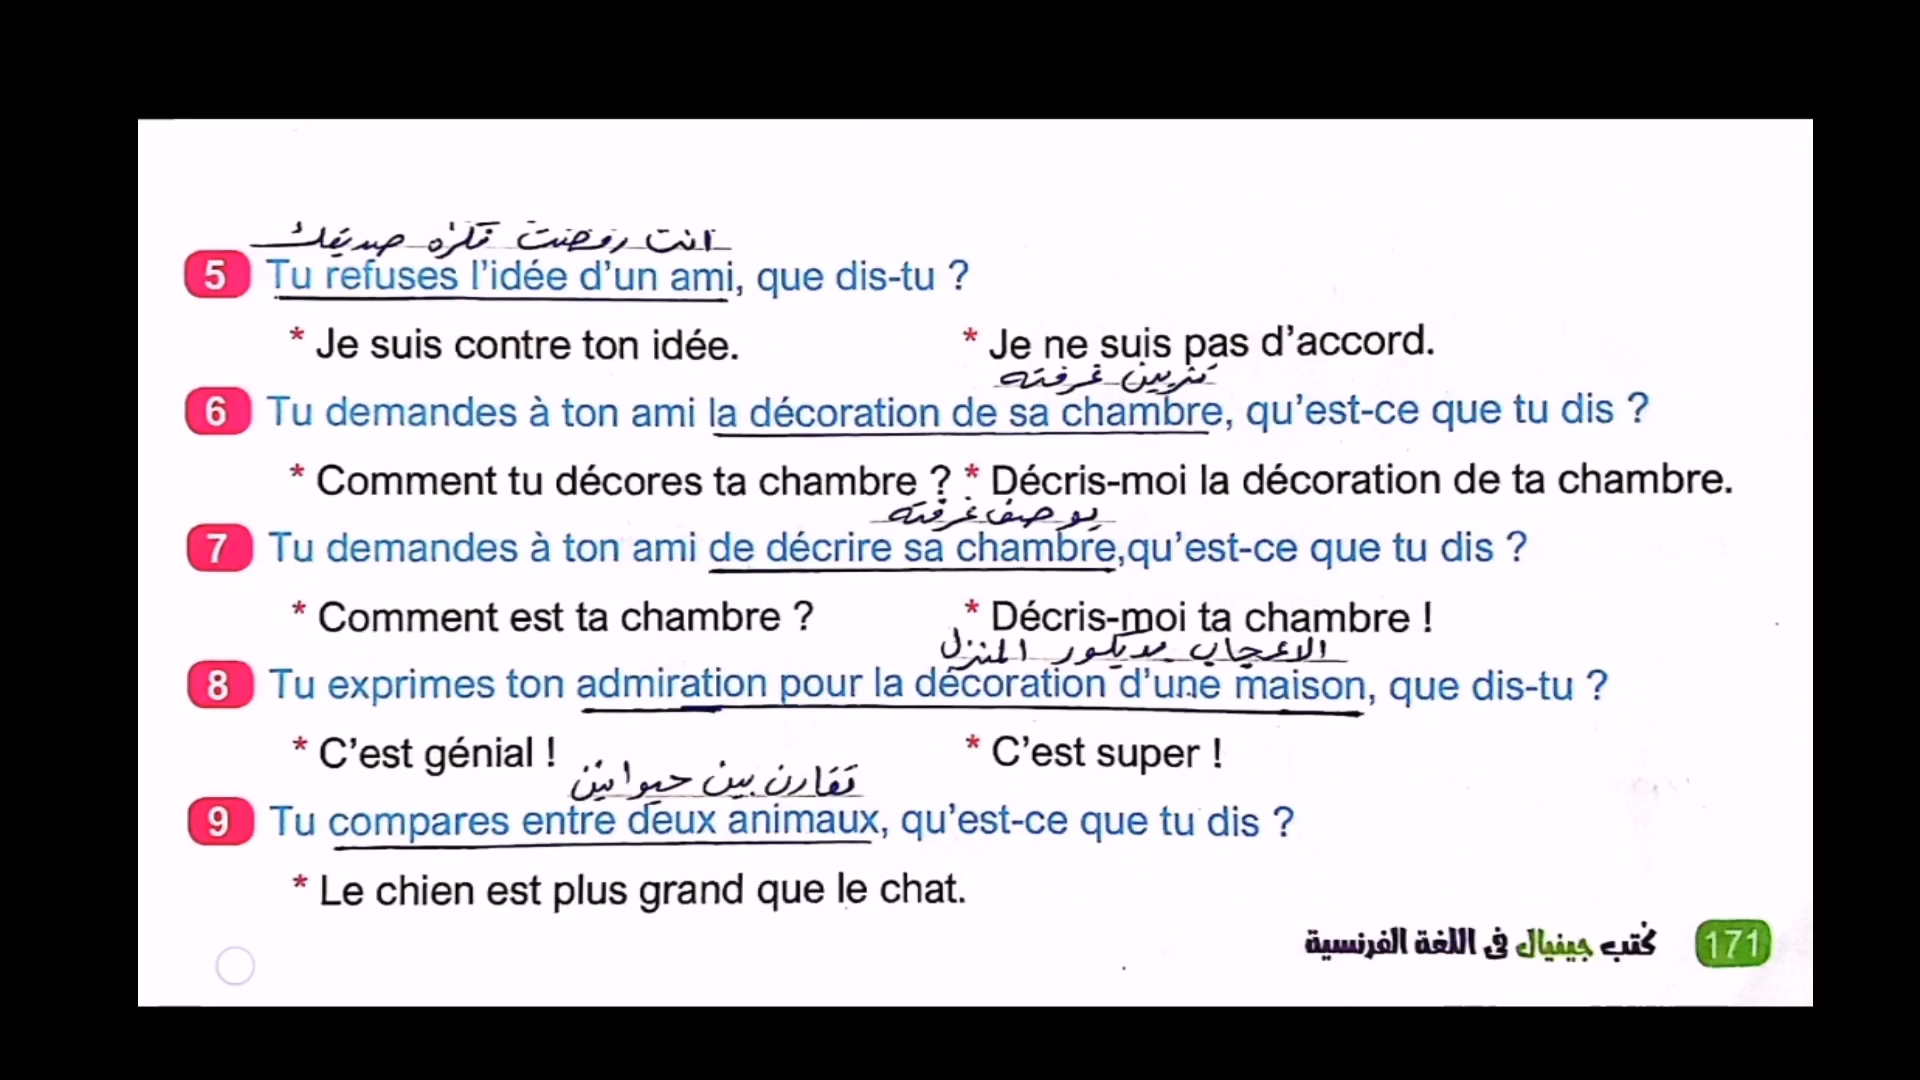 انت رفضت فكرة صديقك
5 Tu refuses l'idée d'un ami, que dis-tu ?
* Je suis contre ton idée. * Je ne suis pas d'accord.
تزيين غرفته
6 Tu demandes à ton ami la décoration de sa chambre, qu'est-ce que tu dis ?
* Comment tu décores ta chambre ? * Décris-moi la décoration de ta chambre.
يوصف غرفته
7 Tu demandes à ton ami de décrire sa chambre,qu'est-ce que tu dis ?
* Comment est ta chambre ? * Décris-moi ta chambre !
الاعجاب بديكور المنزل
8 Tu exprimes ton admiration pour la décoration d'une maison, que dis-tu ?
* C'est génial ! * C'est super !
تقارن بين حيوانين
9 Tu compares entre deux animaux, qu'est-ce que tu dis ?
* Le chien est plus grand que le chat.
كتب جينيال فى اللغة الفرنسية 171